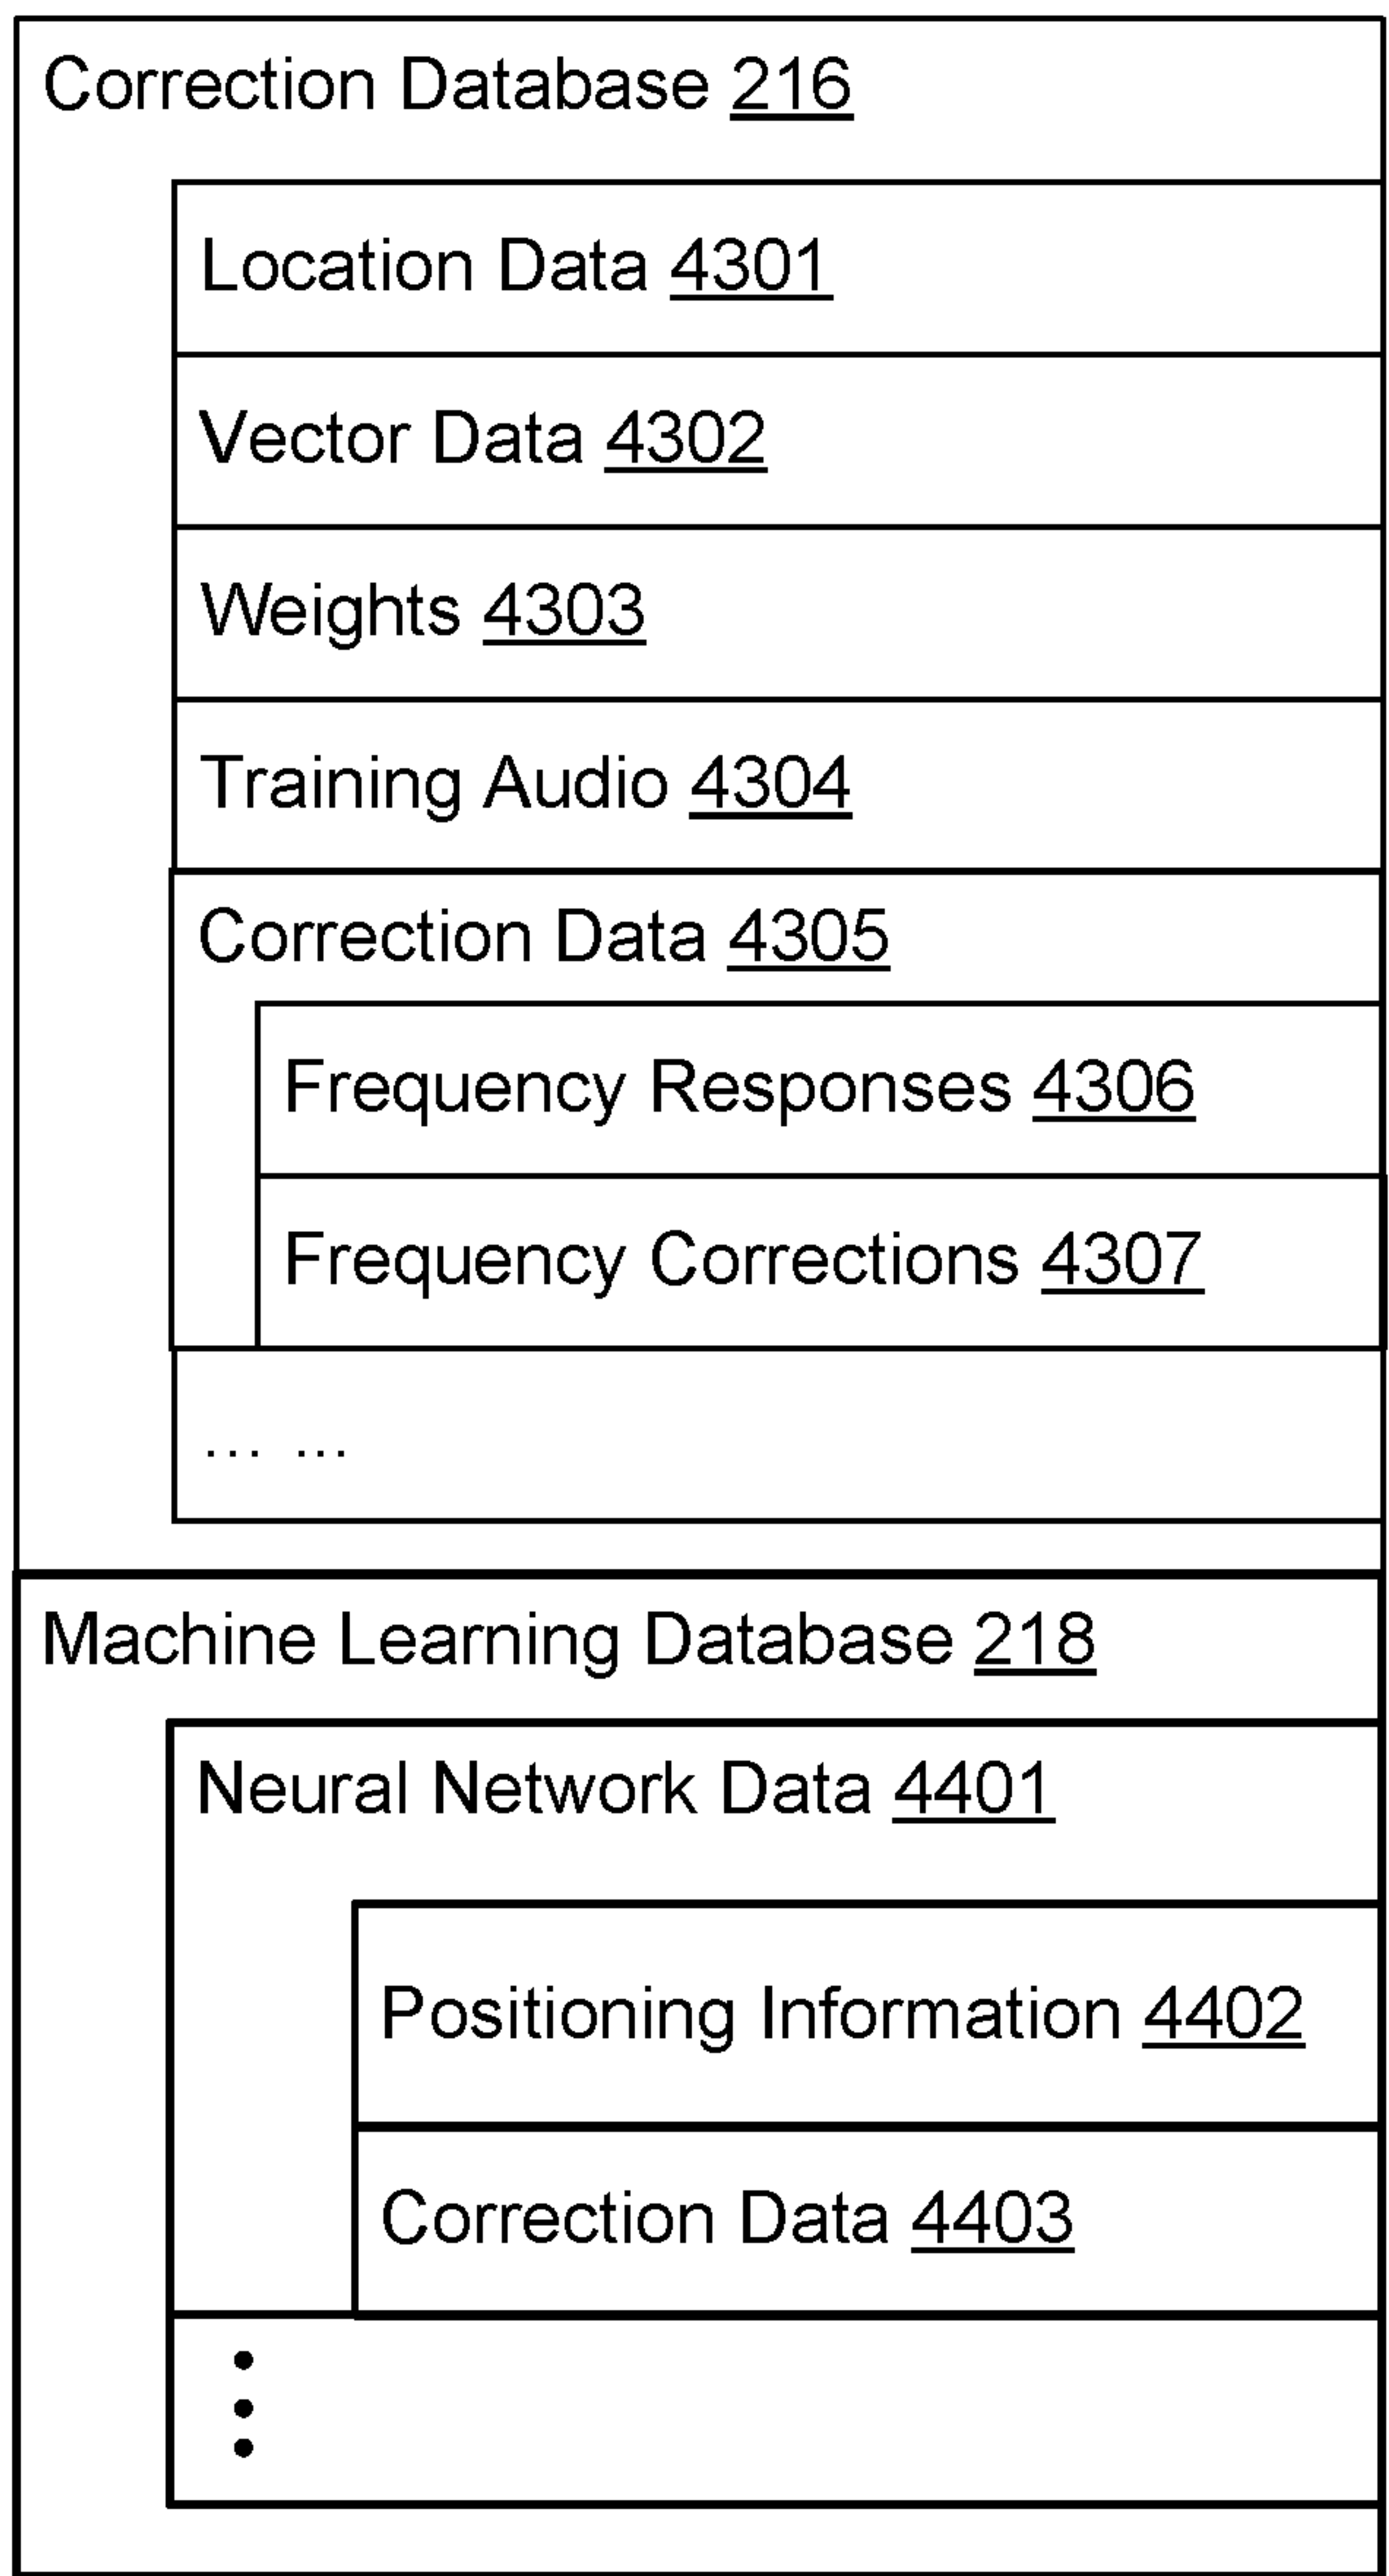 Correction Database 216
Location Data 4301
Vector Data 4302
Weights 4303
Training Audio 4304
Correction Data 4305
Frequency Responses 4306
Frequency Corrections 4307
... ...
Machine Learning Database 218
Neural Network Data 4401
Positioning Information 4402
Correction Data 4403